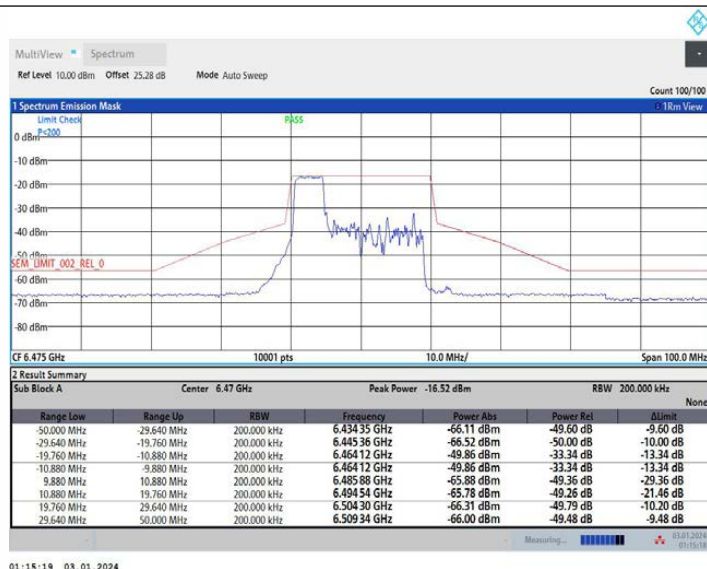 MultiView Spectrum
Ref Level 10.00 dBm Offset 25.28 dB Mode Auto Sweep
Count 100/100
1 Spectrum Emission Mask 1Rm View
Limit Check PASS
P<200
0 dBm
-10 dBm
-20 dBm
-30 dBm
-40 dBm
-50 dBm
SEM_LIMIT_002_REL_0
-60 dBm
-70 dBm
-80 dBm
CF 6.475 GHz 10001 pts 10.0 MHz/ Span 100.0 MHz
2 Result Summary
Sub Block A Center 6.47 GHz Peak Power -16.52 dBm RBW 200.000 kHz
None
Range Low Range Up RBW Frequency Power Abs Power Rel ΔLimit
-50.000 MHz -29.640 MHz 200.000 kHz 6.434 35 GHz -66.11 dBm -49.60 dB -9.60 dB
-29.640 MHz -19.760 MHz 200.000 kHz 6.445 36 GHz -66.52 dBm -50.00 dB -10.00 dB
-19.760 MHz -10.880 MHz 200.000 kHz 6.464 12 GHz -49.86 dBm -33.34 dB -13.34 dB
-10.880 MHz -9.880 MHz 200.000 kHz 6.464 12 GHz -49.86 dBm -33.34 dB -13.34 dB
9.880 MHz 10.880 MHz 200.000 kHz 6.485 88 GHz -65.88 dBm -49.36 dB -29.36 dB
10.880 MHz 19.760 MHz 200.000 kHz 6.494 54 GHz -65.78 dBm -49.26 dB -21.46 dB
19.760 MHz 29.640 MHz 200.000 kHz 6.504 30 GHz -66.31 dBm -49.79 dB -10.20 dB
29.640 MHz 50.000 MHz 200.000 kHz 6.509 34 GHz -66.00 dBm -49.48 dB -9.48 dB
Measuring... 03.01.2024
01:15:18
01:15:19 03.01.2024